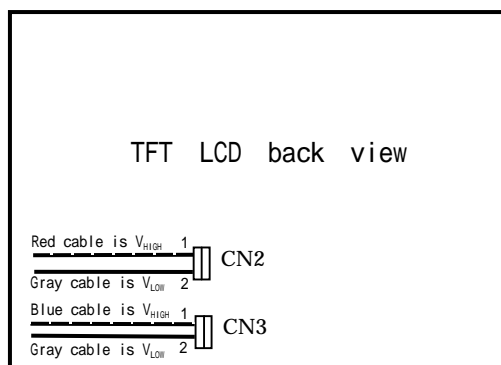 TFT LCD back view
Red cable is VHIGH 1
CN2
Gray cable is VLOW 2
Blue cable is VHIGH 1
CN3
Gray cable is VLOW 2